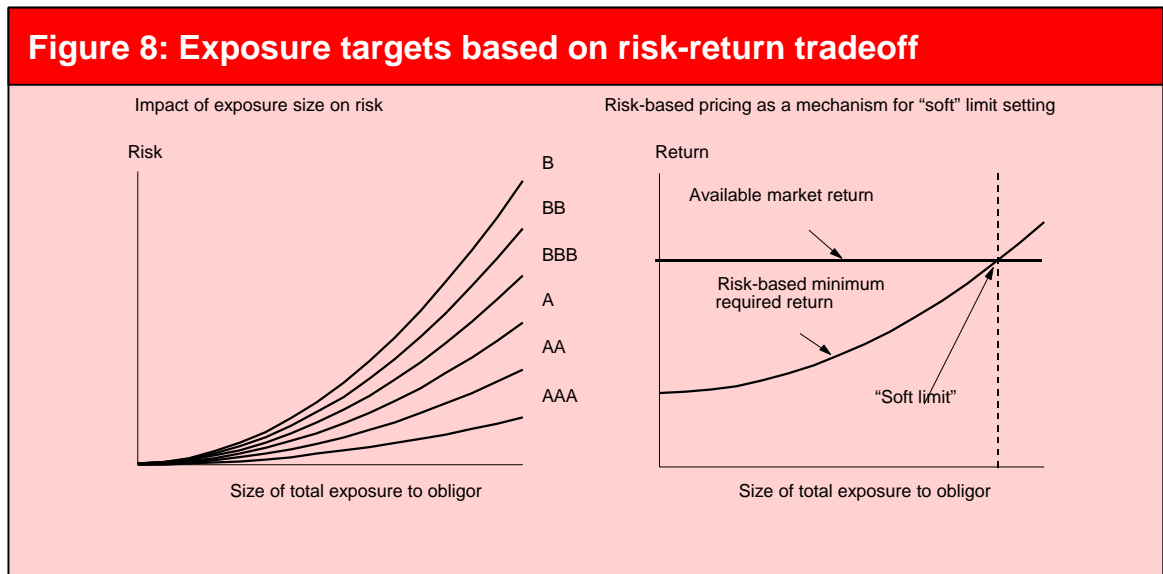 Figure 8: Exposure targets based on risk-return tradeoff
Impact of exposure size on risk
Risk
B
BB
BBB
A
AA
AAA
Size of total exposure to obligor
Risk-based pricing as a mechanism for “soft” limit setting
Return
Available market return
Risk-based minimum
required return
“Soft limit”
Size of total exposure to obligor